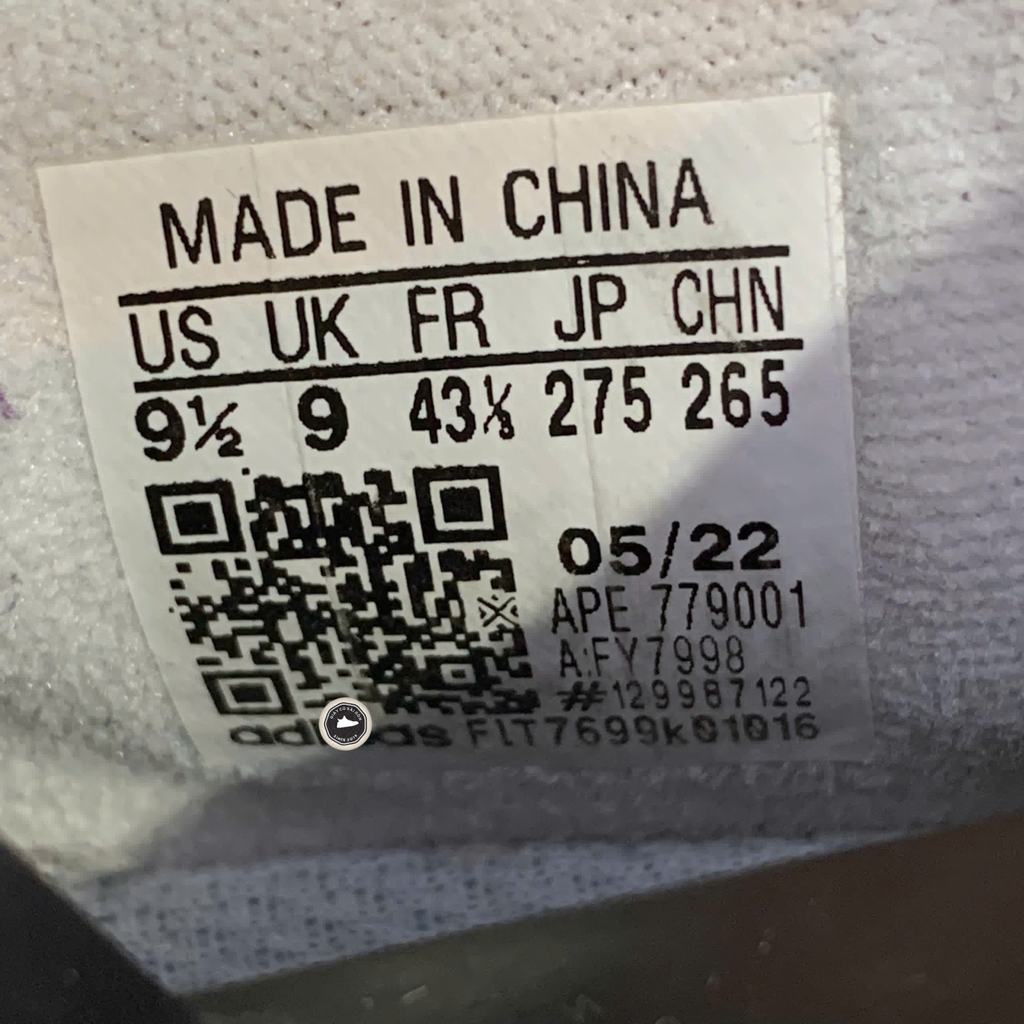 MADE IN CHINA
US UK FR JP CHN
9½ 9 43⅓ 275 265
05/22
APE 779001
A:FY7998
#129987122
adidas FIT7699k01016